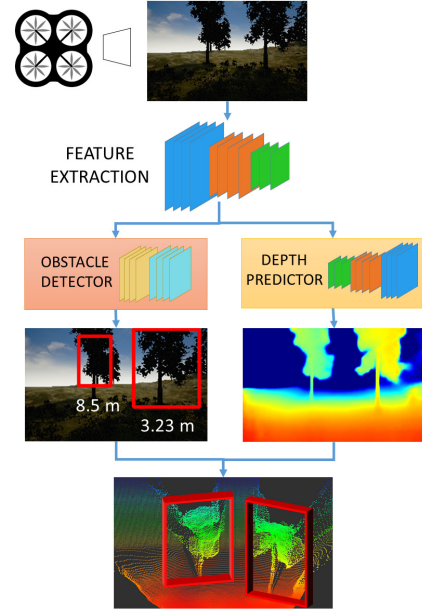 FEATURE
EXTRACTION
OBSTACLE
DETECTOR
DEPTH
PREDICTOR
8.5 m
3.23 m